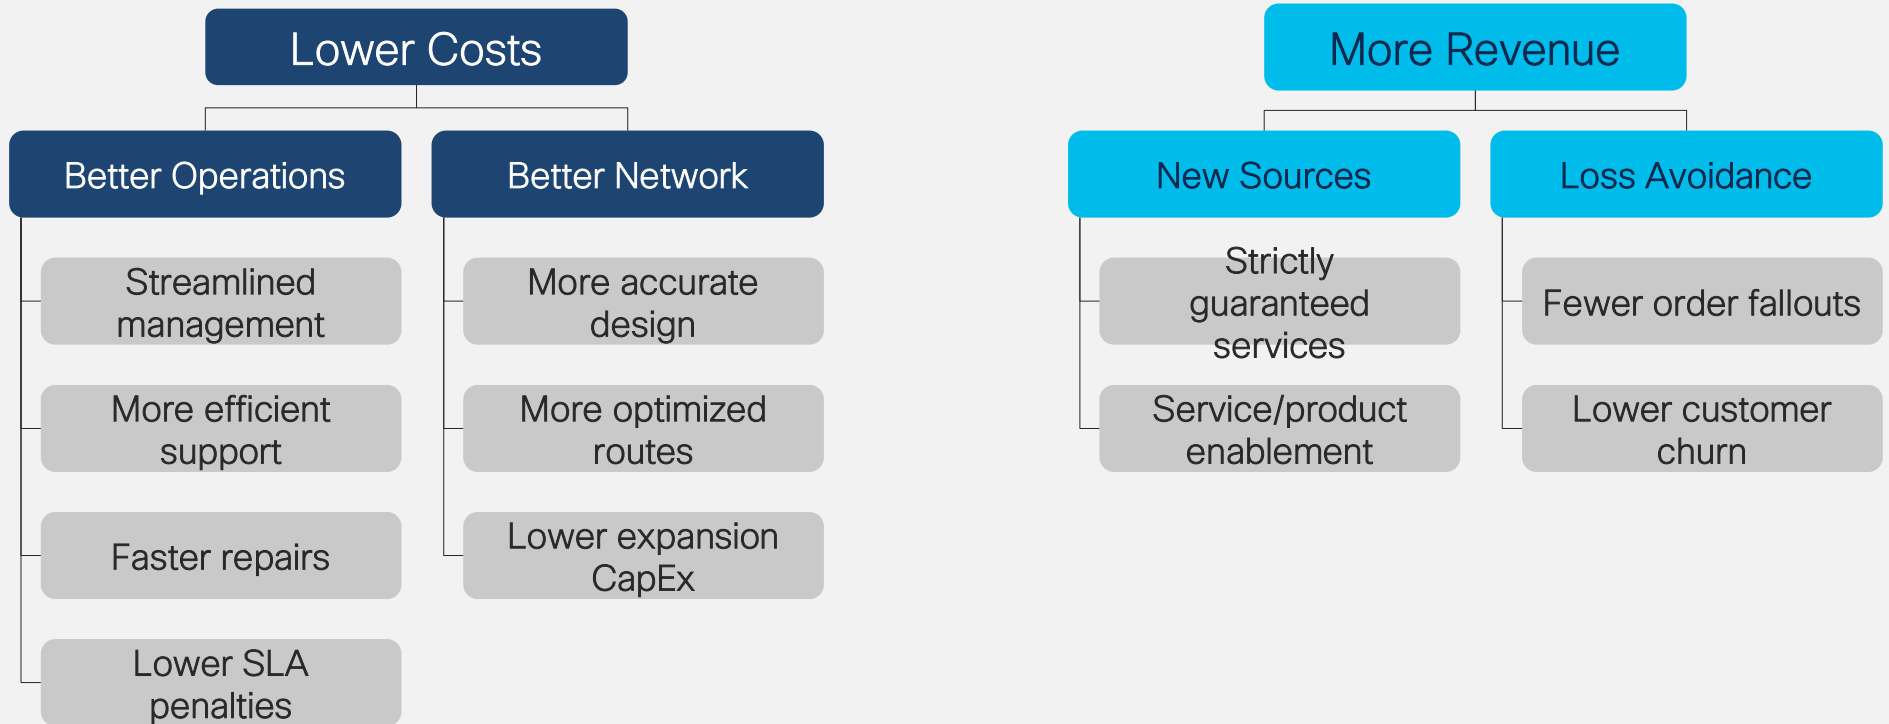 Lower Costs
Better Operations
Streamlined
management
More efficient
support
Faster repairs
Lower SLA
penalties
Better Network
More accurate
design
More optimized
routes
Lower expansion
CapEx
More Revenue
New Sources
Strictly
guaranteed
services
Service/product
enablement
Loss Avoidance
Fewer order fallouts
Lower customer
churn